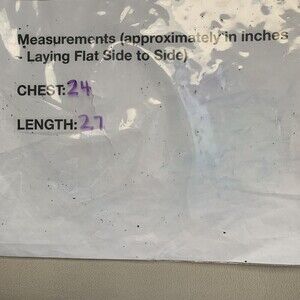 Measurements (approximately in inches
- Laying Flat Side to Side)
CHEST: 24
LENGTH: 27